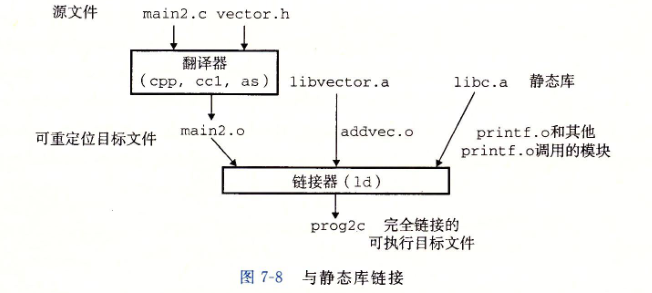 源文件 main2.c vector.h
翻译器
(cpp, cc1, as)
libvector.a
libc.a 静态库
可重定位目标文件 main2.o
addvec.o
printf.o和其他
printf.o调用的模块
链接器(ld)
prog2c 完全链接的
可执行目标文件
图 7-8 与静态库链接